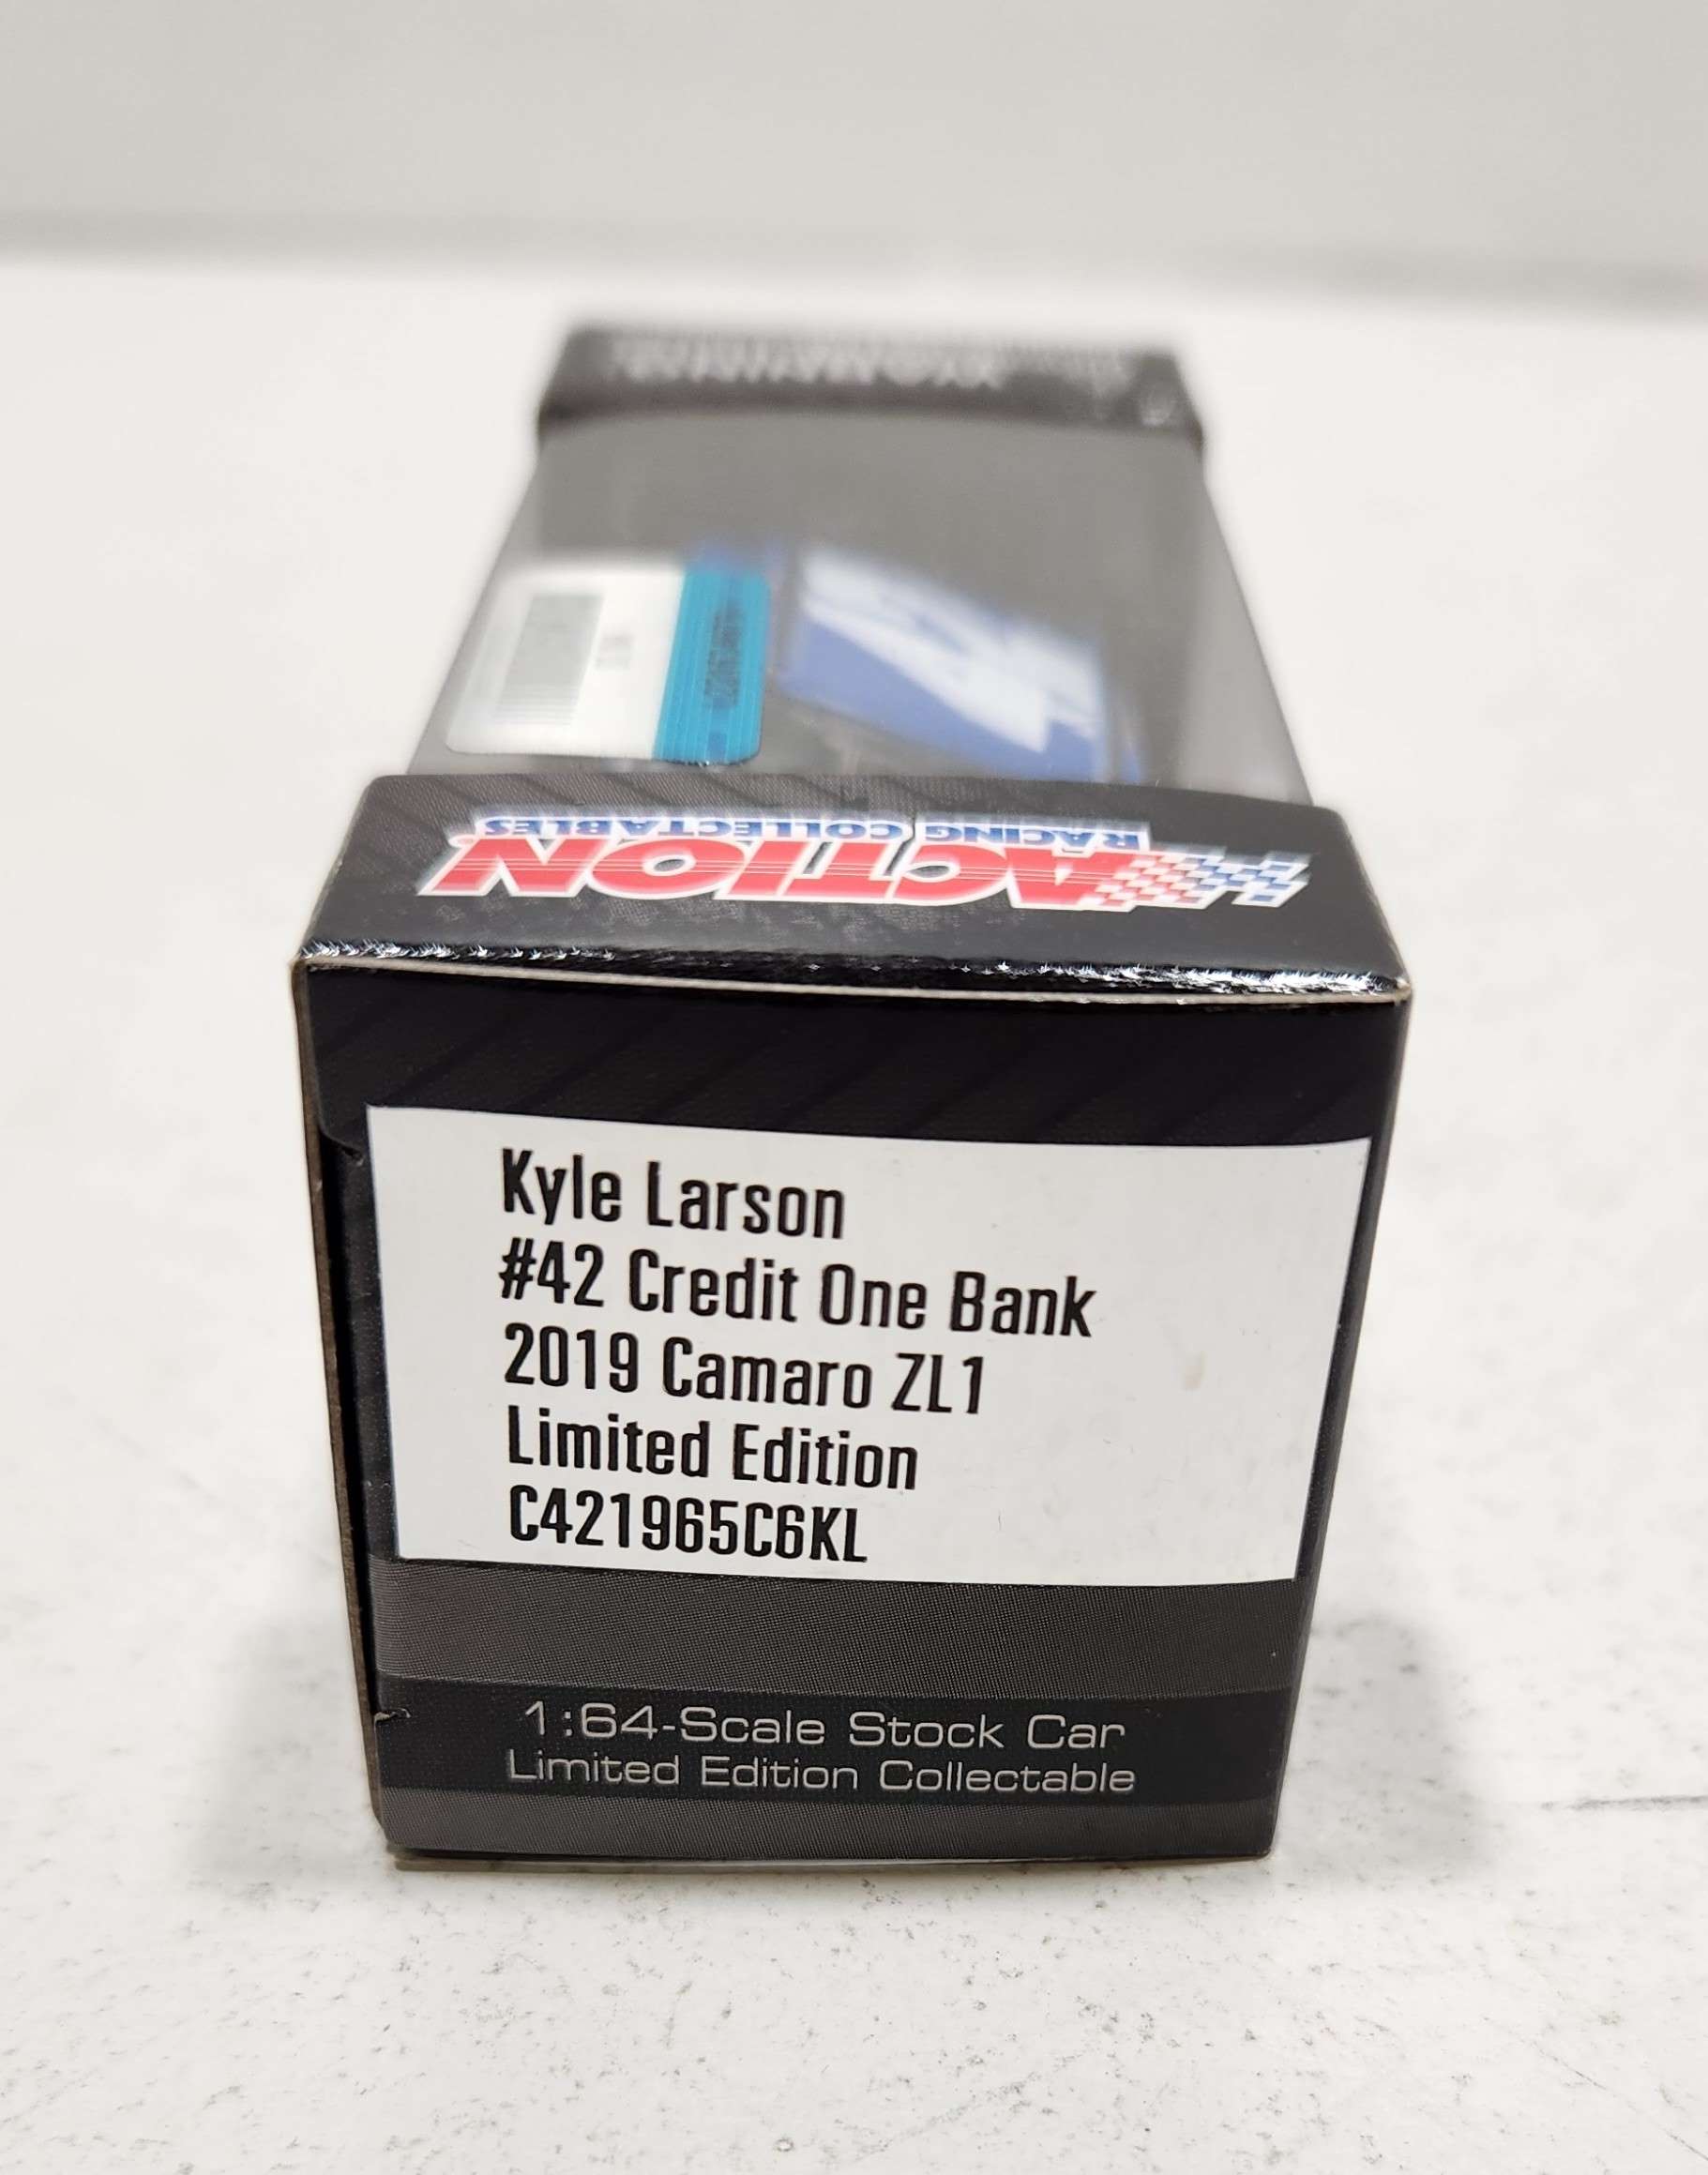 ACTION
RACING COLLECTABLES
Kyle Larson
#42 Credit One Bank
2019 Camaro ZL1
Limited Edition
C421965C6KL
1:64-Scale Stock Car
Limited Edition Collectable